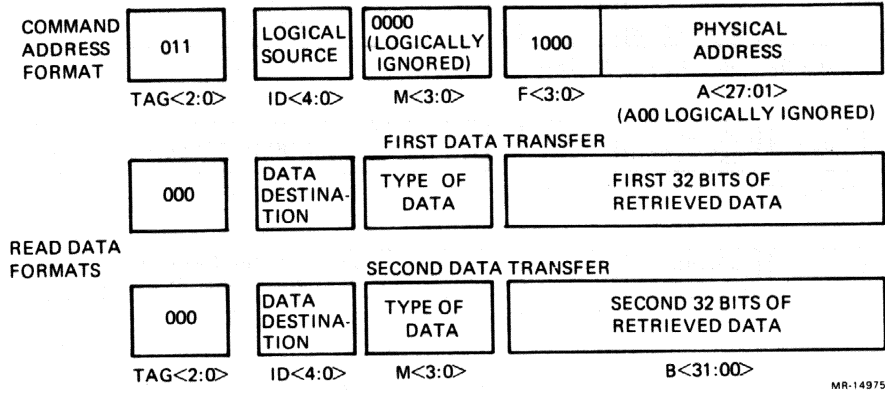 COMMAND
ADDRESS
FORMAT
011
LOGICAL
SOURCE
0000
(LOGICALLY
IGNORED)
1000
PHYSICAL
ADDRESS
TAG<2:0>
ID<4:0>
M<3:0>
F<3:0>
A<27:01>
(A00 LOGICALLY IGNORED)
FIRST DATA TRANSFER
000
DATA
DESTINA-
TION
TYPE OF
DATA
FIRST 32 BITS OF
RETRIEVED DATA
READ DATA
FORMATS
SECOND DATA TRANSFER
000
DATA
DESTINA-
TION
TYPE OF
DATA
SECOND 32 BITS OF
RETRIEVED DATA
TAG<2:0>
ID<4:0>
M<3:0>
B<31:00>
MR-14975